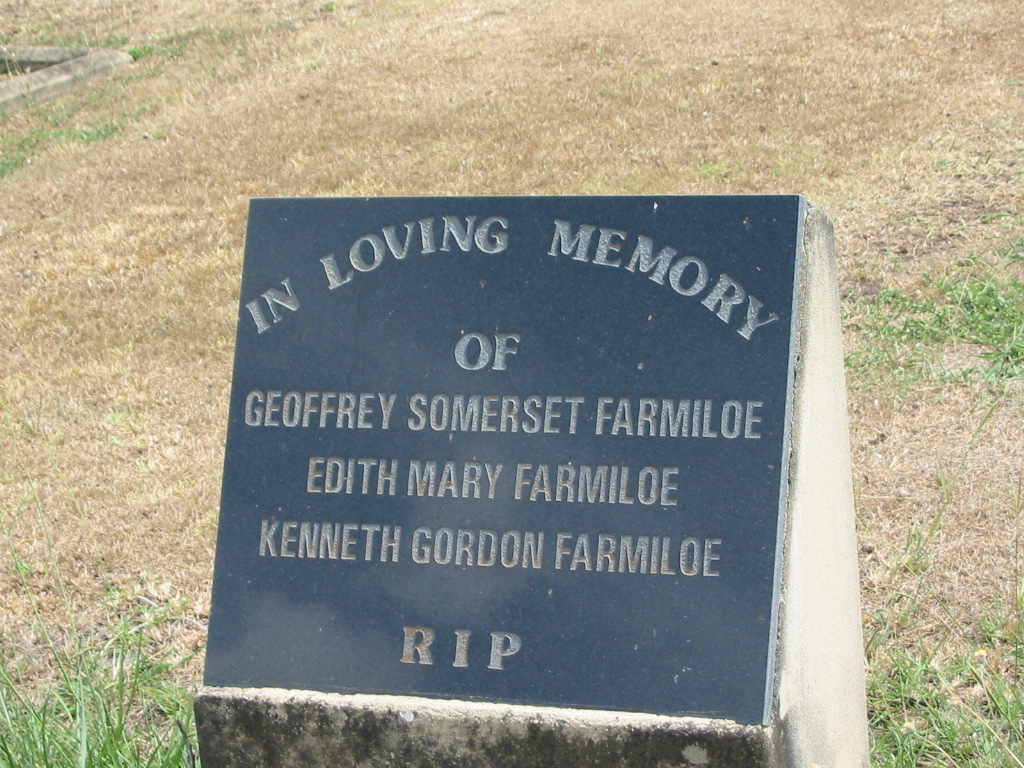 IN LOVING MEMORY
OF
GEOFFREY SOMERSET FARMILOE
EDITH MARY FARMILOE
KENNETH GORDON FARMILOE
RIP